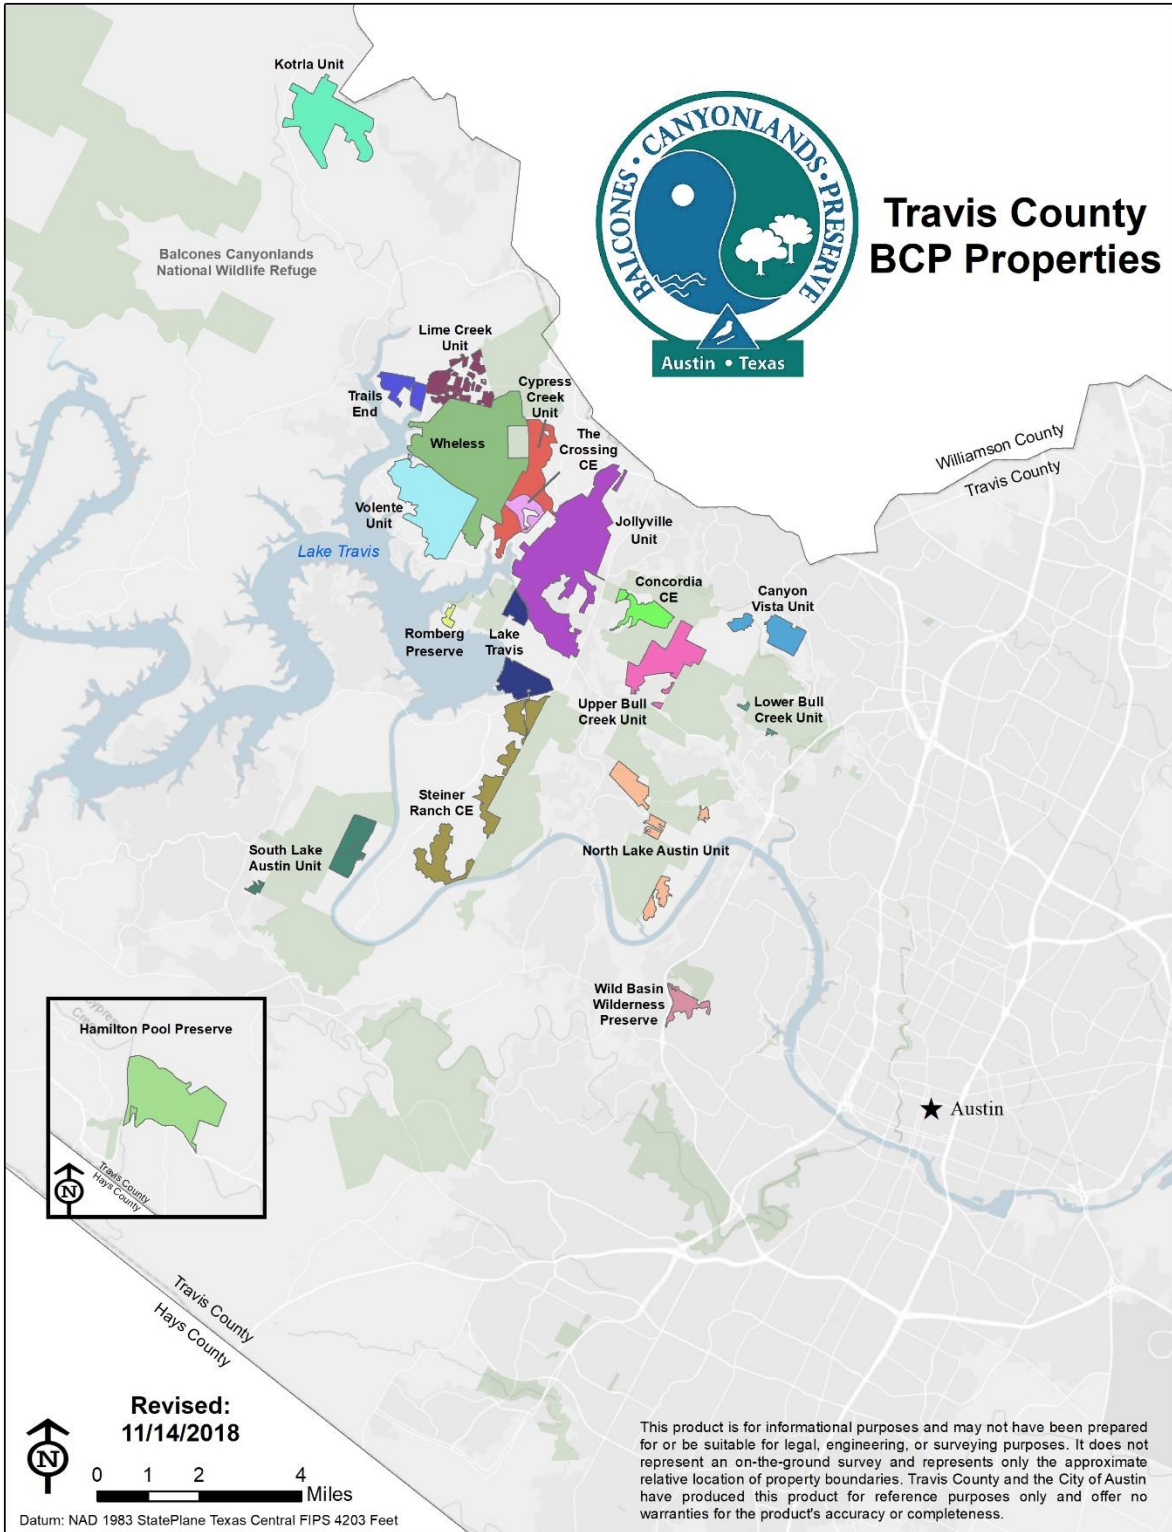 Kotrla Unit
BALCONES • CANYONLANDS • PRESERVE
Austin • Texas
Travis County
BCP Properties
Balcones Canyonlands
National Wildlife Refuge
Lime Creek
Unit
Cypress
Creek
Unit
Trails
End
The
Crossing
CE
Wheless
Williamson County
Travis County
Volente
Unit
Jollyville
Unit
Lake Travis
Concordia
CE
Canyon
Vista Unit
Romberg
Preserve
Lake
Travis
Upper Bull
Creek Unit
Lower Bull
Creek Unit
Steiner
Ranch CE
South Lake
Austin Unit
North Lake Austin Unit
Wild Basin
Wilderness
Preserve
Hamilton Pool Preserve
Travis County
Hays County
N
Austin
Travis County
Hays County
Revised:
11/14/2018
N
0 1 2 4
Miles
Datum: NAD 1983 StatePlane Texas Central FIPS 4203 Feet
This product is for informational purposes and may not have been prepared
for or be suitable for legal, engineering, or surveying purposes. It does not
represent an on-the-ground survey and represents only the approximate
relative location of property boundaries. Travis County and the City of Austin
have produced this product for reference purposes only and offer no
warranties for the product's accuracy or completeness.